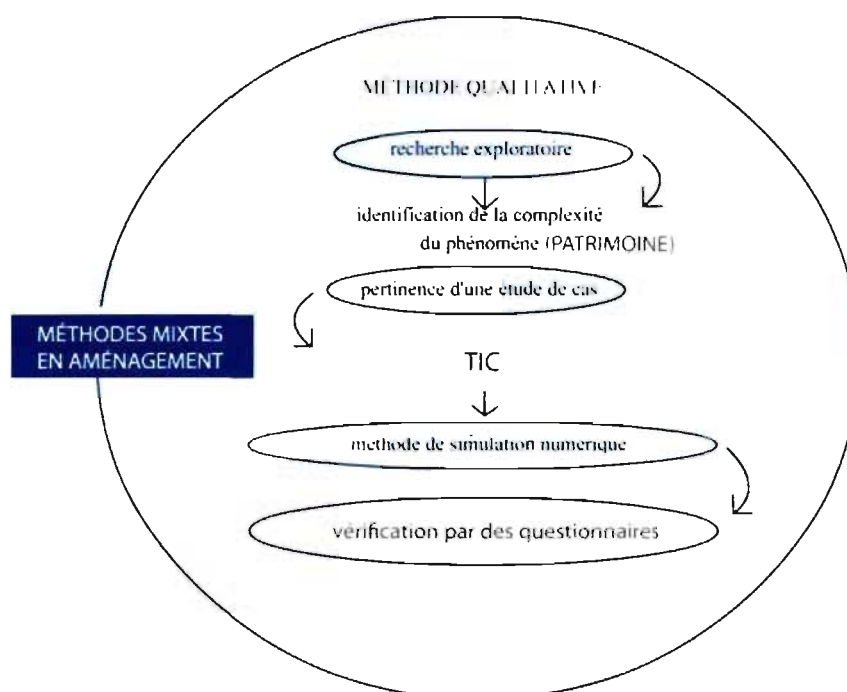 MÉTHODE QUALITATIVE
recherche exploratoire
identification de la complexité
du phénomène (PATRIMOINE)
pertinence d'une étude de cas
MÉTHODES MIXTES
EN AMÉNAGEMENT
TIC
méthode de simulation numérique
vérification par des questionnaires